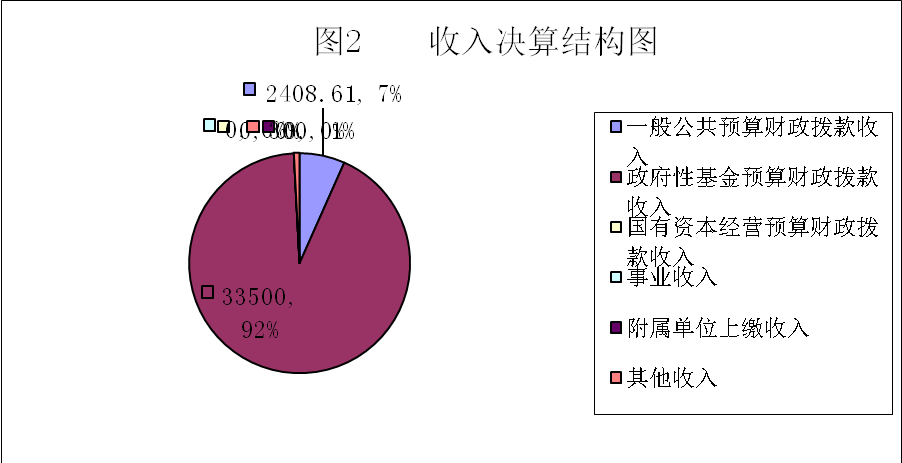 图2 收入决算结构图
2408.61, 7%
33500,
92%
一般公共预算财政拨款收
入
政府性基金预算财政拨款
收入
国有资本经营预算财政拨
款收入
事业收入
附属单位上缴收入
其他收入